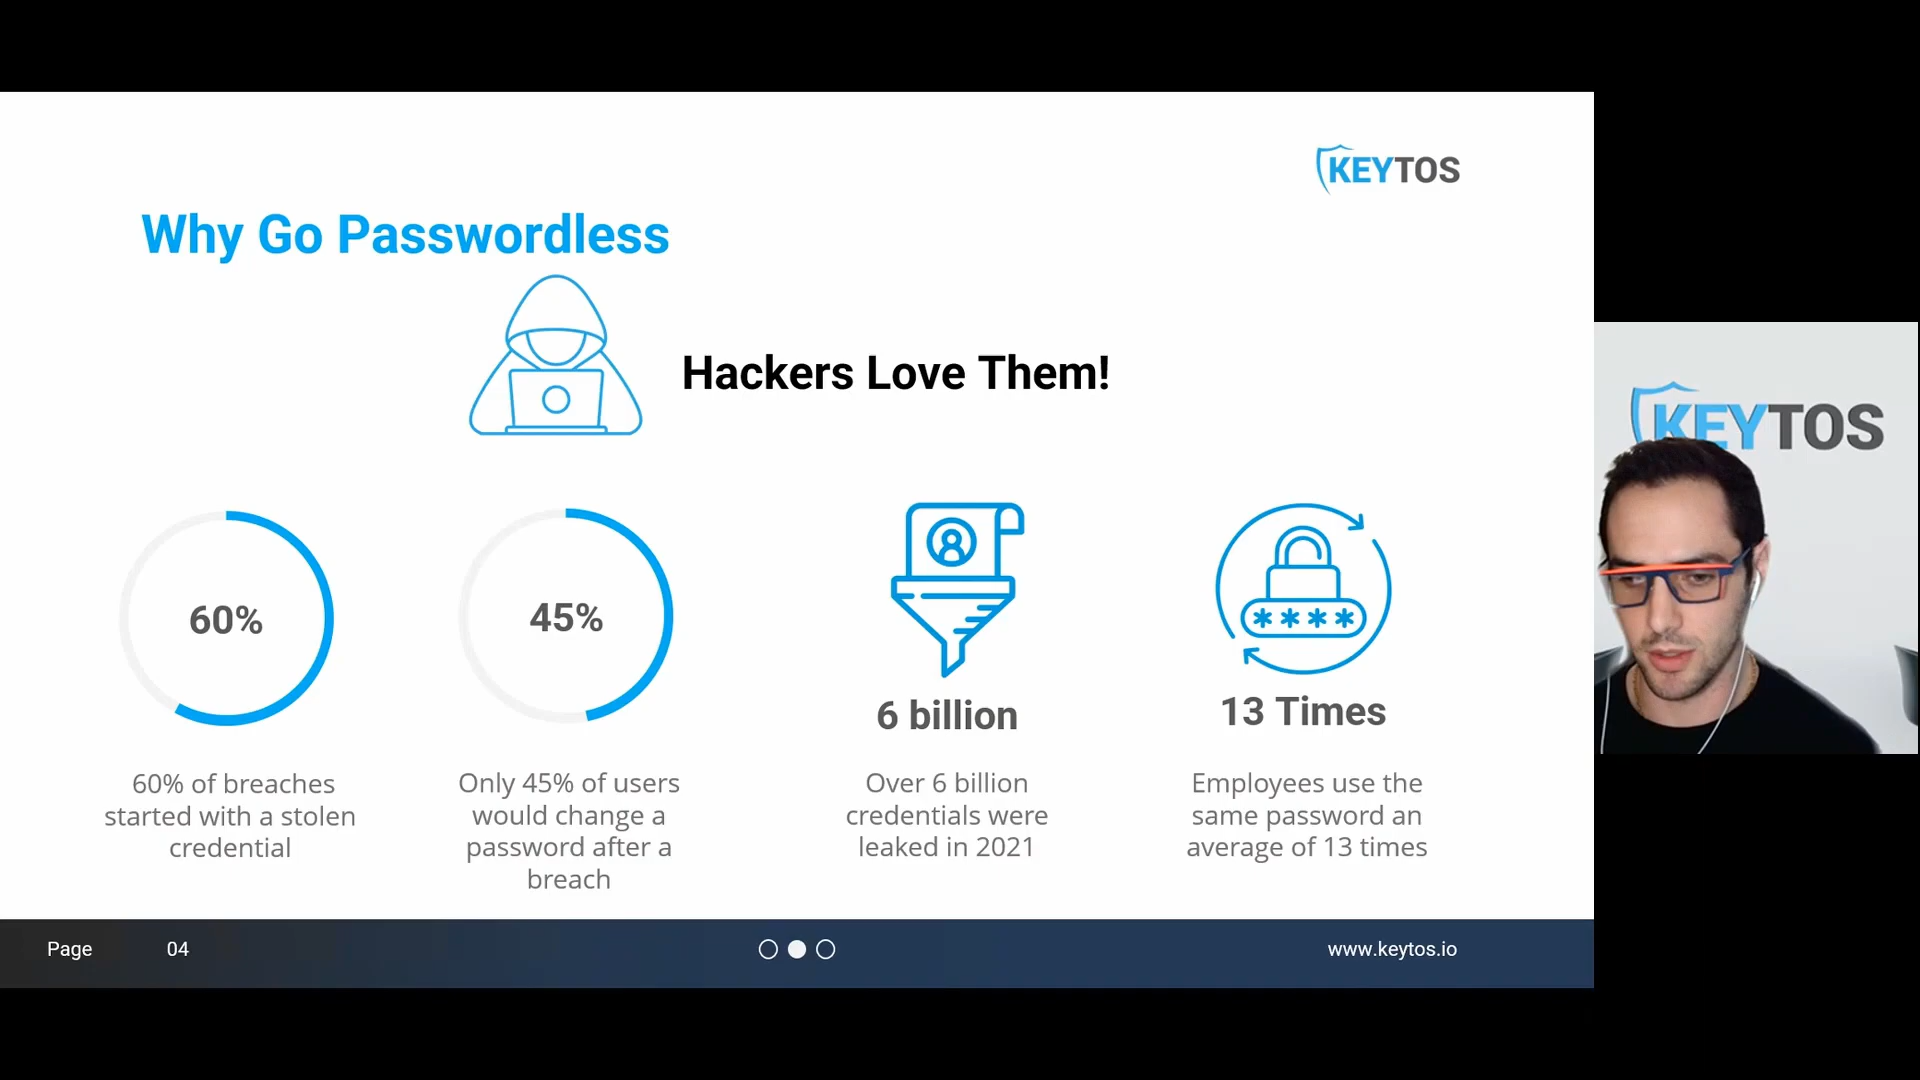 KEYTOS
Why Go Passwordless
Hackers Love Them!
60%
45%
* * * *
6 billion
13 Times
60% of breaches
started with a stolen
credential
Only 45% of users
would change a
password after a
breach
Over 6 billion
credentials were
leaked in 2021
Employees use the
same password an
average of 13 times
Page 04
www.keytos.io
KEYTOS